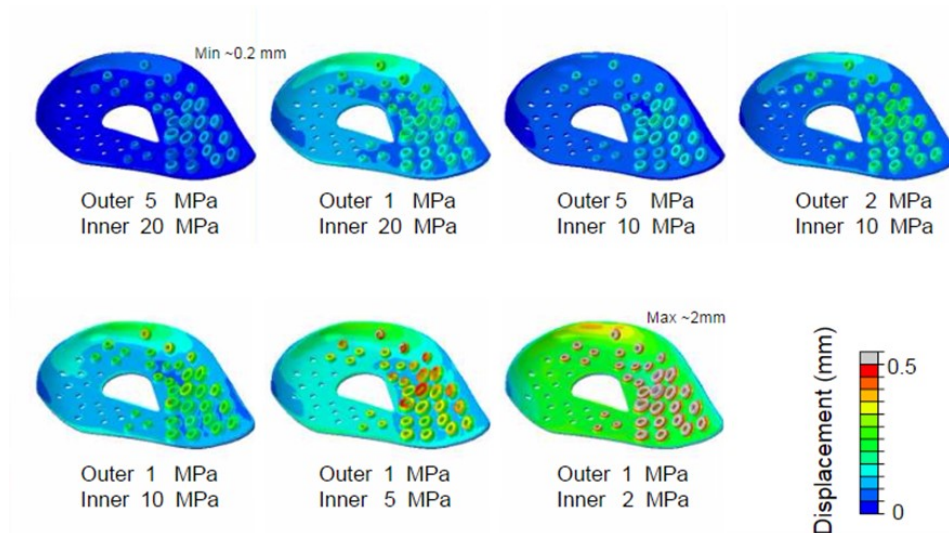 Min ~0.2 mm
Outer 5 MPa
Inner 20 MPa
Outer 1 MPa
Inner 20 MPa
Outer 5 MPa
Inner 10 MPa
Outer 2 MPa
Inner 10 MPa
Max ~2mm
Outer 1 MPa
Inner 10 MPa
Outer 1 MPa
Inner 5 MPa
Outer 1 MPa
Inner 2 MPa
Displacement (mm)
0.5
0